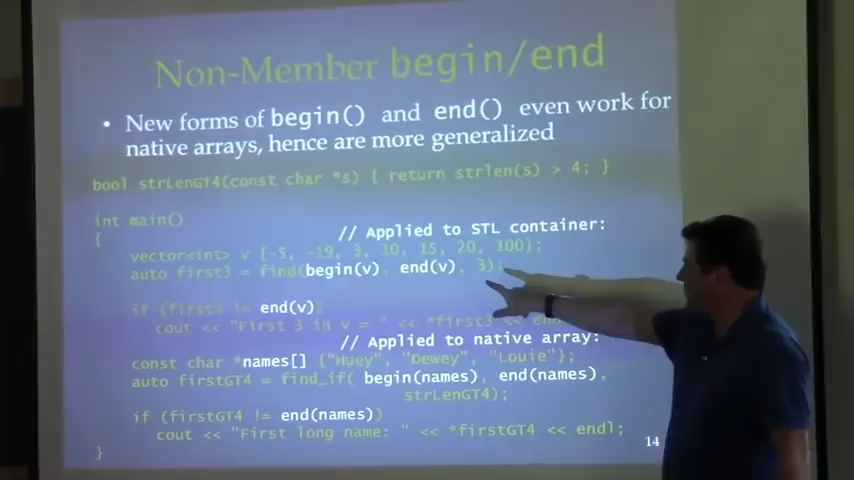 Non-Member begin/end
• New forms of begin() and end() even work for
native arrays, hence are more generalized
bool strLenGT4(const char *s) { return strlen(s) > 4; }
int main()
{
// Applied to STL container:
vector<int> v {-5, -19, 3, 10, 15, 20, 100};
auto first3 = find(begin(v), end(v), 3);
if (first3 != end(v))
cout << "First 3 in v = " << *first3 << en
// Applied to native array:
const char *names[] {"Huey", "Dewey", "Louie"};
auto firstGT4 = find_if( begin(names), end(names),
strLenGT4);
if (firstGT4 != end(names))
cout << "First long name: " << *firstGT4 << endl;
}
14